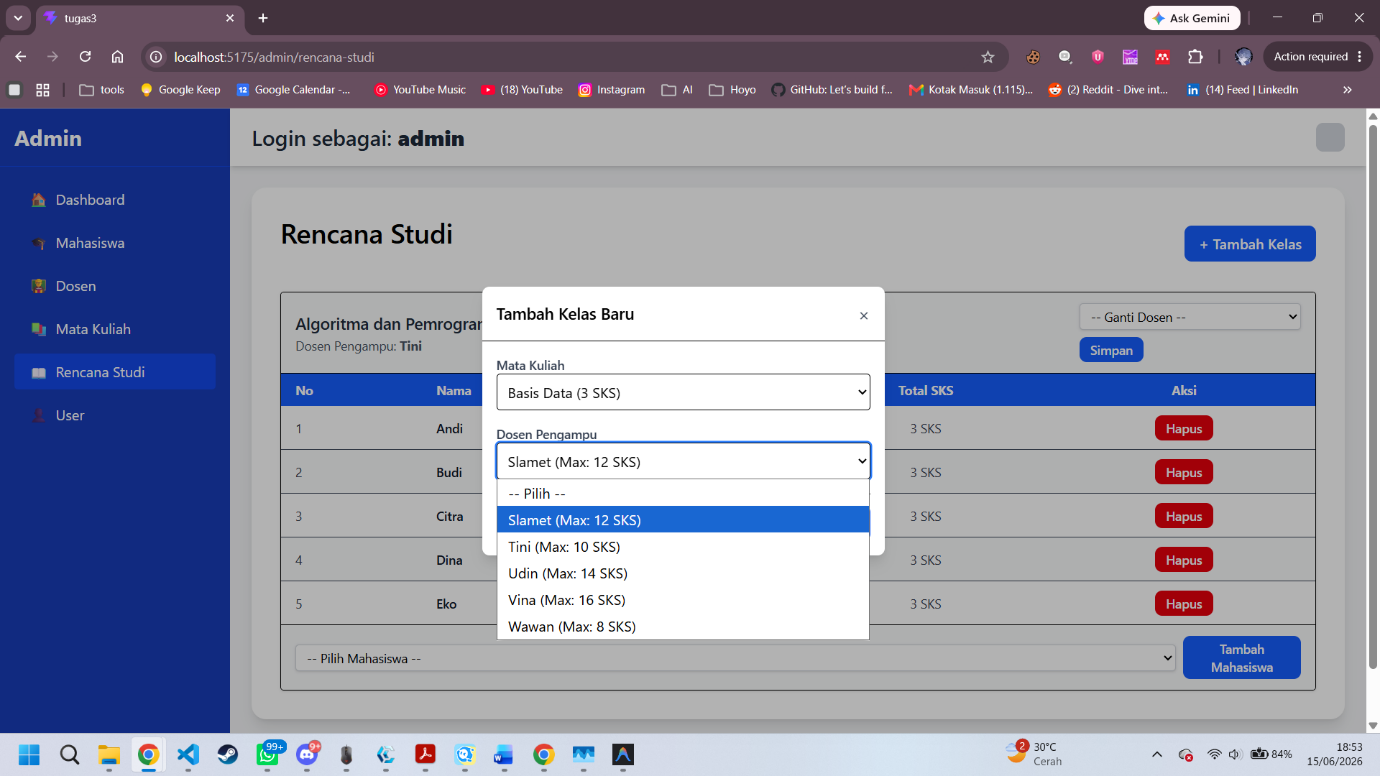 tugas3
Ask Gemini
localhost:5175/admin/rencana-studi
Action required
tools
Google Keep
12
Google Calendar -...
YouTube Music
(18) YouTube
Instagram
AI
Hoyo
GitHub: Let's build f...
Kotak Masuk (1.115)...
(2) Reddit - Dive int...
(14) Feed | LinkedIn
Admin
Login sebagai: admin
Dashboard
Mahasiswa
Dosen
Mata Kuliah
Rencana Studi
User
Rencana Studi
+ Tambah Kelas
Algoritma dan Pemrogra
Dosen Pengampu: Tini
-- Ganti Dosen --
Simpan
No Nama Total SKS Aksi
1 Andi 3 SKS Hapus
2 Budi 3 SKS Hapus
3 Citra 3 SKS Hapus
4 Dina 3 SKS Hapus
5 Eko 3 SKS Hapus
-- Pilih Mahasiswa --
Tambah
Mahasiswa
Tambah Kelas Baru
×
Mata Kuliah
Basis Data (3 SKS)
Dosen Pengampu
Slamet (Max: 12 SKS)
-- Pilih --
Slamet (Max: 12 SKS)
Tini (Max: 10 SKS)
Udin (Max: 14 SKS)
Vina (Max: 16 SKS)
Wawan (Max: 8 SKS)
99+
9+
2
30°C
Cerah
84%
18:53
15/06/2026